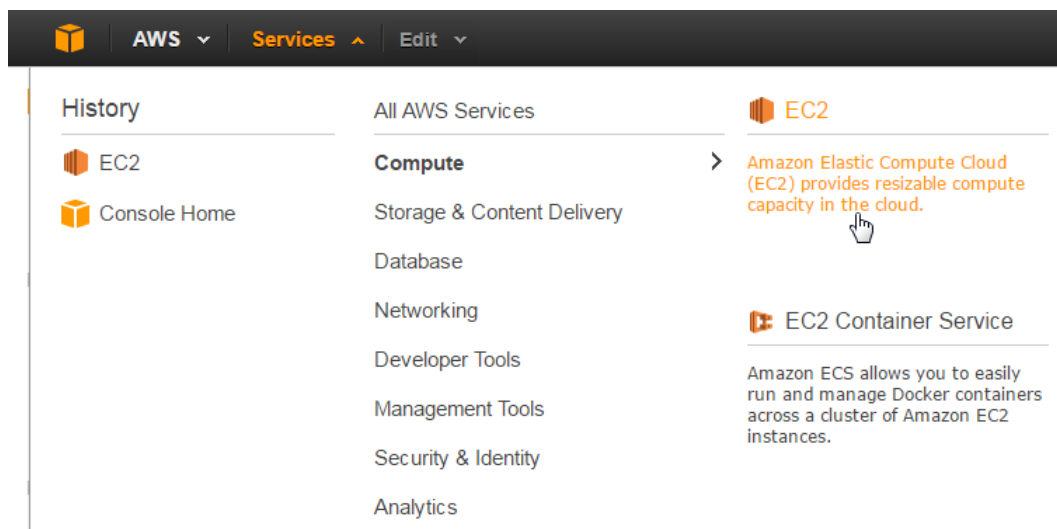 AWS Services Edit
History
EC2
Console Home
All AWS Services
Compute
Storage & Content Delivery
Database
Networking
Developer Tools
Management Tools
Security & Identity
Analytics
EC2
Amazon Elastic Compute Cloud
(EC2) provides resizable compute
capacity in the cloud.
EC2 Container Service
Amazon ECS allows you to easily
run and manage Docker containers
across a cluster of Amazon EC2
instances.